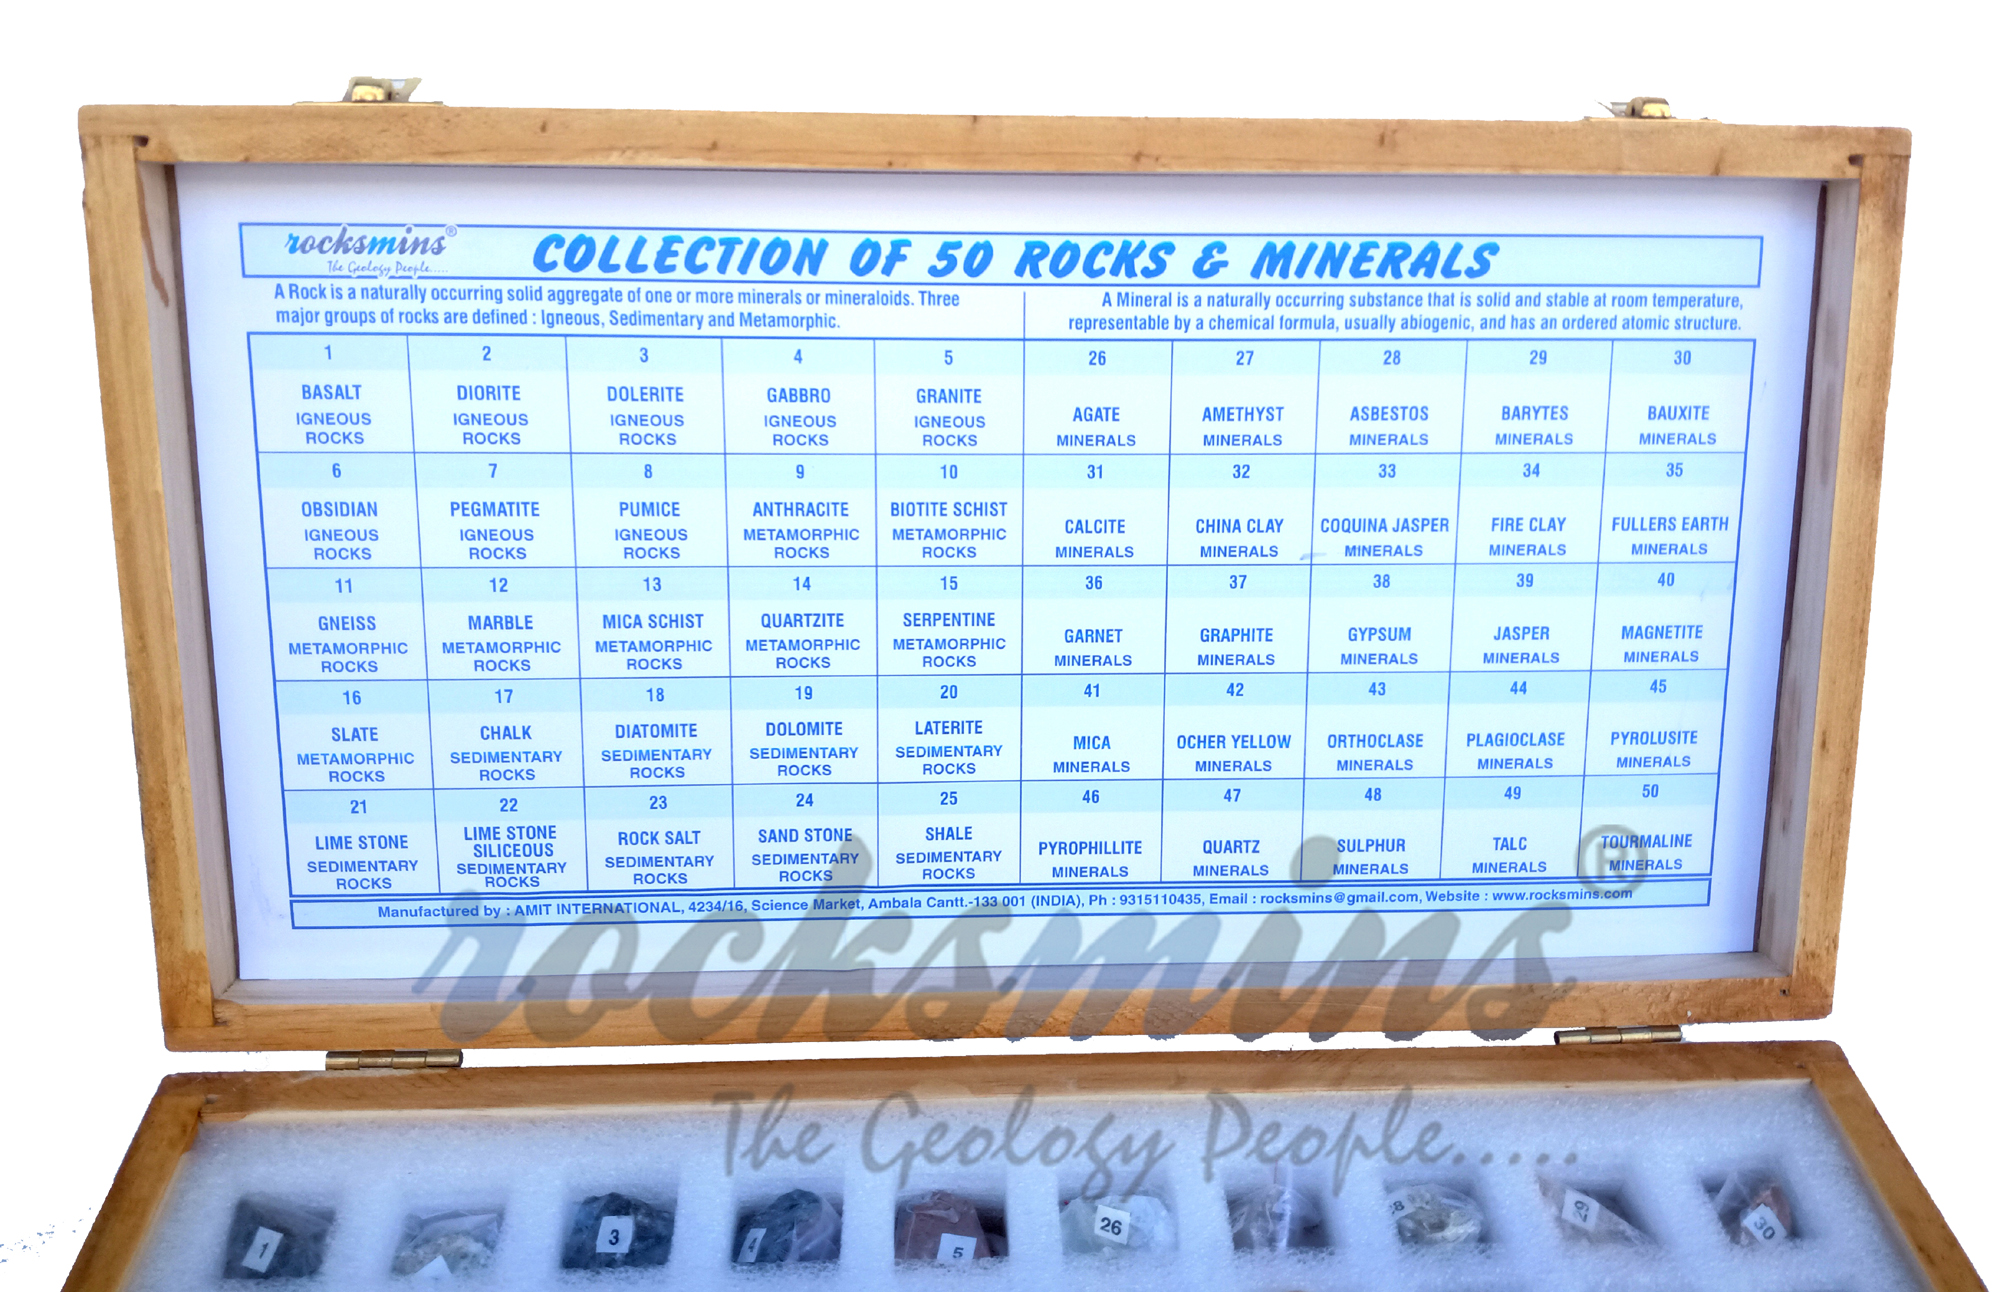 rocksmins®
The Geology People.....
COLLECTION OF 50 ROCKS & MINERALS
A Rock is a naturally occurring solid aggregate of one or more minerals or mineraloids. Three
major groups of rocks are defined : Igneous, Sedimentary and Metamorphic.
A Mineral is a naturally occurring substance that is solid and stable at room temperature,
representable by a chemical formula, usually abiogenic, and has an ordered atomic structure.
1
BASALT
IGNEOUS
ROCKS
2
DIORITE
IGNEOUS
ROCKS
3
DOLERITE
IGNEOUS
ROCKS
4
GABBRO
IGNEOUS
ROCKS
5
GRANITE
IGNEOUS
ROCKS
26
AGATE
MINERALS
27
AMETHYST
MINERALS
28
ASBESTOS
MINERALS
29
BARYTES
MINERALS
30
BAUXITE
MINERALS
6
OBSIDIAN
IGNEOUS
ROCKS
7
PEGMATITE
IGNEOUS
ROCKS
8
PUMICE
IGNEOUS
ROCKS
9
ANTHRACITE
METAMORPHIC
ROCKS
10
BIOTITE SCHIST
METAMORPHIC
ROCKS
31
CALCITE
MINERALS
32
CHINA CLAY
MINERALS
33
COQUINA JASPER
MINERALS
34
FIRE CLAY
MINERALS
35
FULLERS EARTH
MINERALS
11
GNEISS
METAMORPHIC
ROCKS
12
MARBLE
METAMORPHIC
ROCKS
13
MICA SCHIST
METAMORPHIC
ROCKS
14
QUARTZITE
METAMORPHIC
ROCKS
15
SERPENTINE
METAMORPHIC
ROCKS
36
GARNET
MINERALS
37
GRAPHITE
MINERALS
38
GYPSUM
MINERALS
39
JASPER
MINERALS
40
MAGNETITE
MINERALS
16
SLATE
METAMORPHIC
ROCKS
17
CHALK
SEDIMENTARY
ROCKS
18
DIATOMITE
SEDIMENTARY
ROCKS
19
DOLOMITE
SEDIMENTARY
ROCKS
20
LATERITE
SEDIMENTARY
ROCKS
41
MICA
MINERALS
42
OCHER YELLOW
MINERALS
43
ORTHOCLASE
MINERALS
44
PLAGIOCLASE
MINERALS
45
PYROLUSITE
MINERALS
21
LIME STONE
SEDIMENTARY
ROCKS
22
LIME STONE
SILICEOUS
SEDIMENTARY
ROCKS
23
ROCK SALT
SEDIMENTARY
ROCKS
24
SAND STONE
SEDIMENTARY
ROCKS
25
SHALE
SEDIMENTARY
ROCKS
46
PYROPHILLITE
MINERALS
47
QUARTZ
MINERALS
48
SULPHUR
MINERALS
49
TALC
MINERALS
50
TOURMALINE
MINERALS
Manufactured by : AMIT INTERNATIONAL, 4234/16, Science Market, Ambala Cantt.-133 001 (INDIA), Ph : 9315110435, Email : rocksmins@gmail.com, Website : www.rocksmins.com
rocksmins®
The Geology People.....
1
3
4
5
26
8
29
30